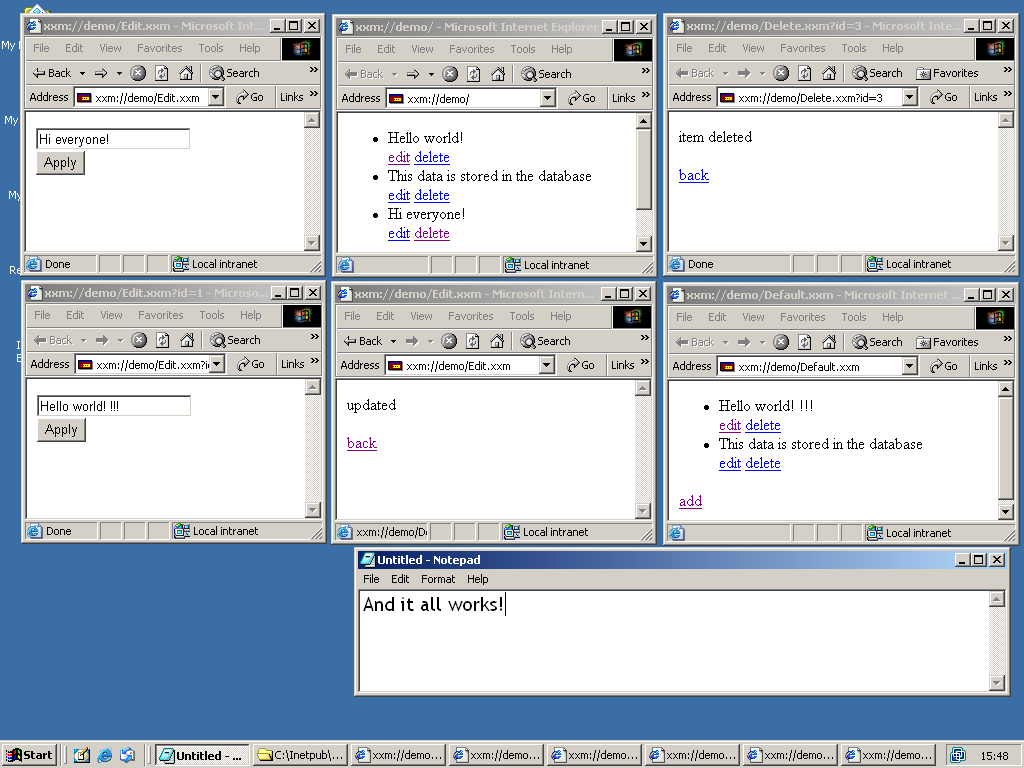 My
My
My
Re
I
E
xxm://demo/Edit.xxm - Microsoft Int...
File Edit View Favorites Tools Help
Back Search »
Address xxm://demo/Edit.xxm Go Links »
Hi everyone!
Apply
Done Local intranet
xxm://demo/ - Microsoft Internet Explorer
File Edit View Favorites Tools Help
Back Search »
Address xxm://demo/ Go Links »
Hello world!
edit delete
This data is stored in the database
edit delete
Hi everyone!
edit delete
Local intranet
xxm://demo/Delete.xxm?id=3 - Microsoft Inte...
File Edit View Favorites Tools Help
Back Search Favorites »
Address xxm://demo/Delete.xxm?id=3 Go Links »
item deleted
back
Done Local intranet
xxm://demo/Edit.xxm?id=1 - Microso...
File Edit View Favorites Tools Help
Back Search »
Address xxm://demo/Edit.xxm?i Go Links »
Hello world! !!!
Apply
Done Local intranet
xxm://demo/Edit.xxm - Microsoft Intern...
File Edit View Favorites Tools Help
Back Search »
Address xxm://demo/Edit.xxm Go Links »
updated
back
xxm://demo/D Local intranet
xxm://demo/Default.xxm - Microsoft Internet ...
File Edit View Favorites Tools Help
Back Search Favorites »
Address xxm://demo/Default.xxm Go Links »
Hello world! !!!
edit delete
This data is stored in the database
edit delete
add
Local intranet
Untitled - Notepad
File Edit Format Help
And it all works!
Start Untitled - ... C:\Inetpub\... xxm://demo... xxm://demo... xxm://demo... xxm://demo... xxm://demo... xxm://demo... 15:48